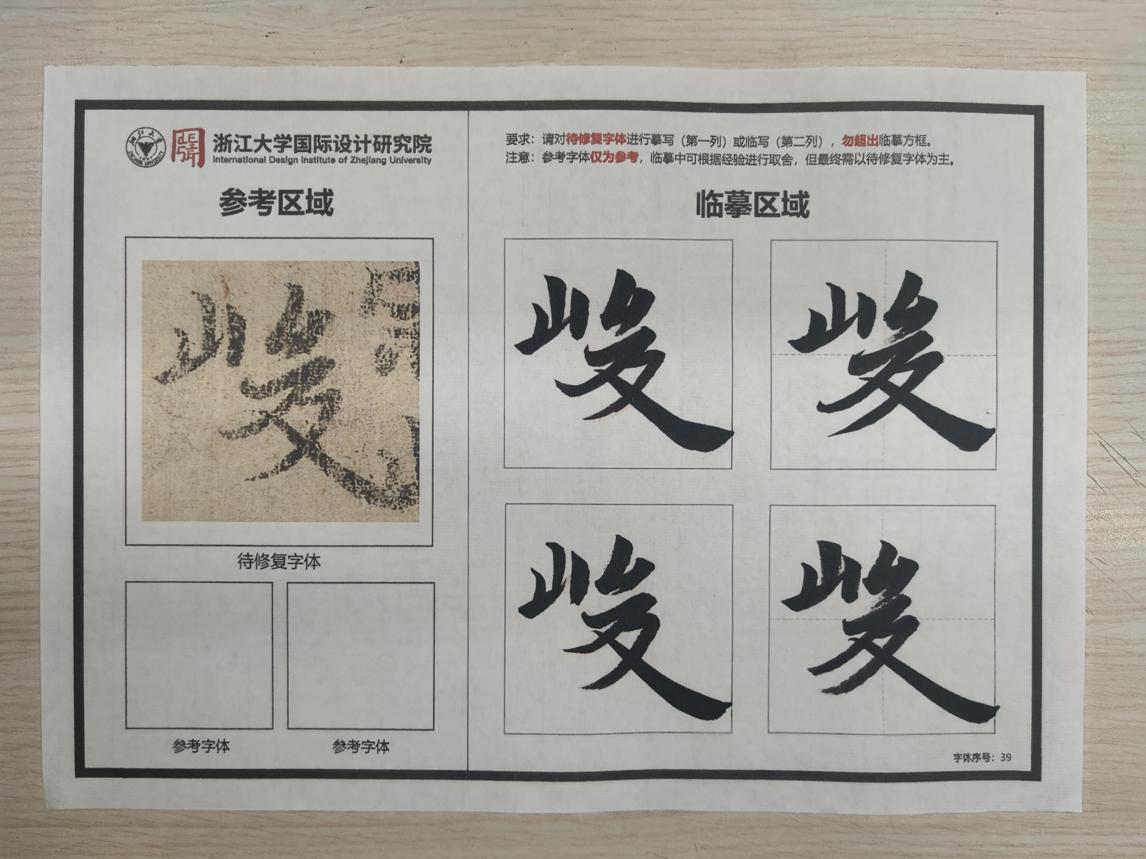 浙江大学国际设计研究院
International Design Institute of Zhejiang University
要求：请对待修复字体进行摹写（第一列）或临写（第二列），勿超出临摹方框。
注意：参考字体仅为参考，临摹中可根据经验进行取舍，但最终需以待修复字体为主。
参考区域
临摹区域
峻
峻 峻
待修复字体
峻 峻
参考字体 参考字体
字体序号：39